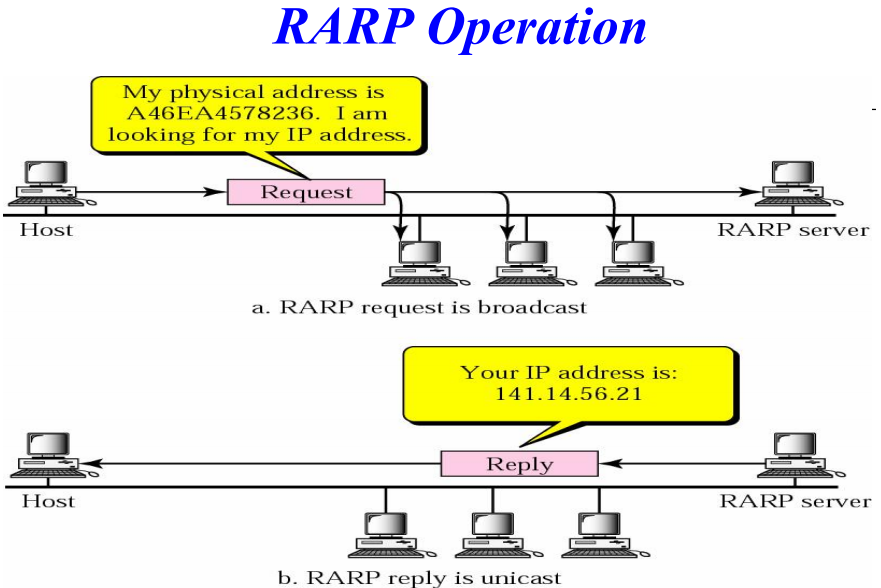 RARP Operation
My physical address is
A46EA4578236. I am
looking for my IP address.
Request
Host
RARP server
a. RARP request is broadcast
Your IP address is:
141.14.56.21
Reply
Host
RARP server
b. RARP reply is unicast